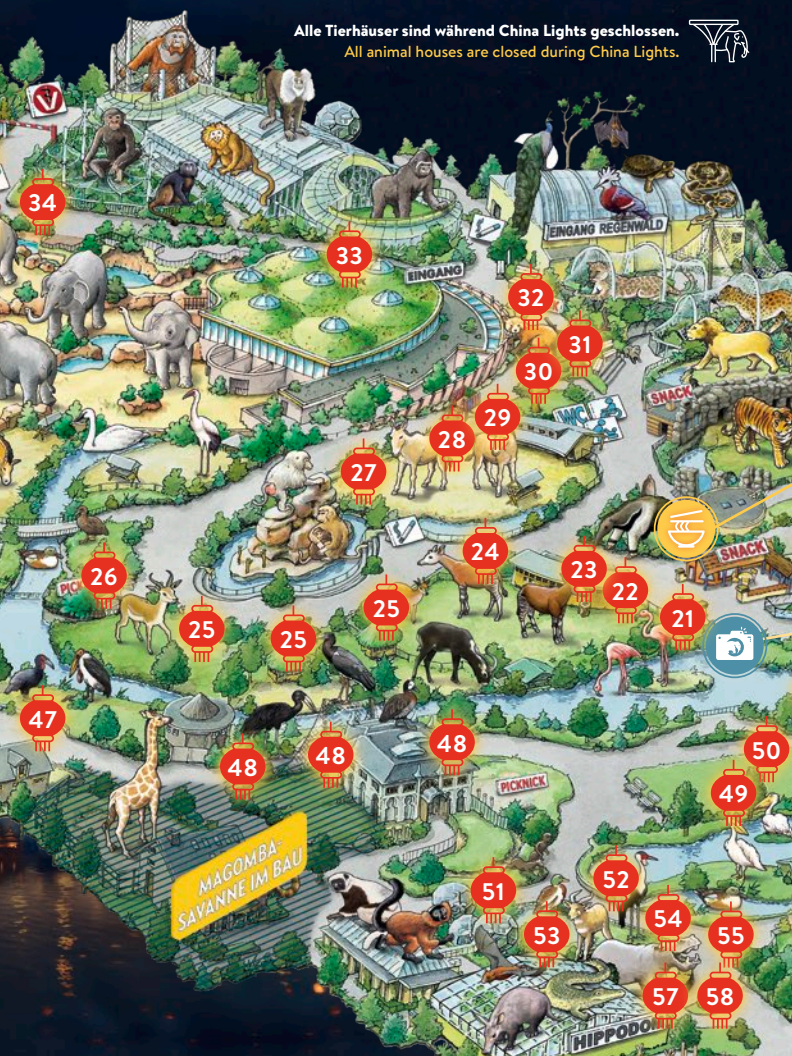 Alle Tierhäuser sind während China Lights geschlossen.
All animal houses are closed during China Lights.
EINGANG REGENWALD
34
33
EINGANG
32
31
30
SNACK
29
WC
28
27
24
SNACK
26
23
22
25
25
25
21
47
48
48
48
50
PICKNICK
49
MAGOMBA-
SAVANNE IM BAU
51
52
54
53
55
57
58
HIPPODOM